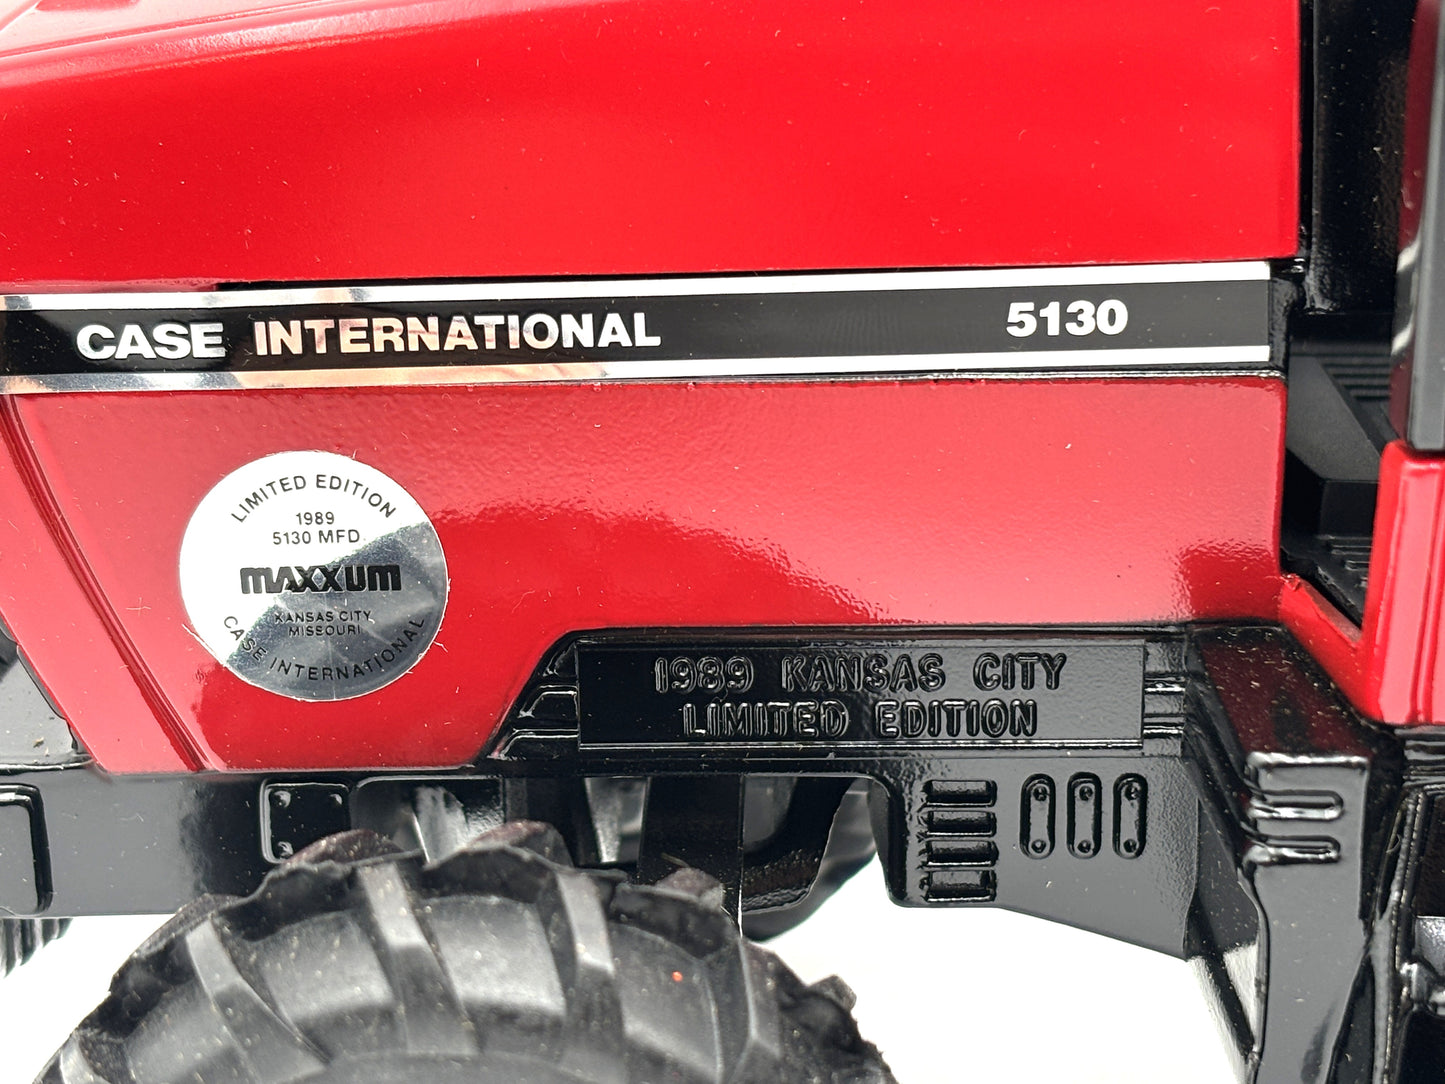 CASE INTERNATIONAL 5130
LIMITED EDITION
1989
5130 MFD
MAXXUM
KANSAS CITY
MISSOURI
CASE INTERNATIONAL
1989 KANSAS CITY
LIMITED EDITION